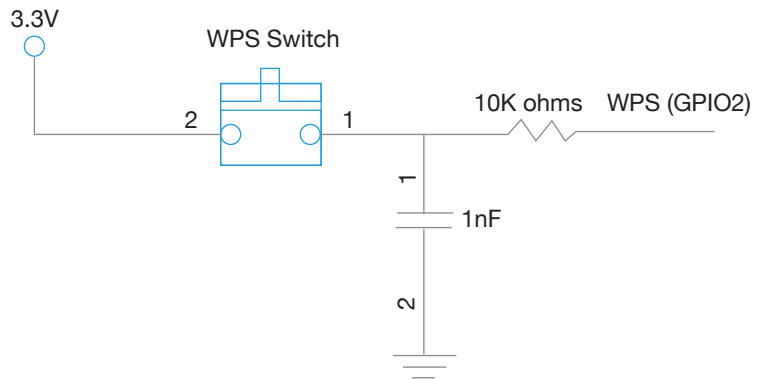 3.3V
WPS Switch
2
1
10K ohms
WPS (GPIO2)
1
1nF
2